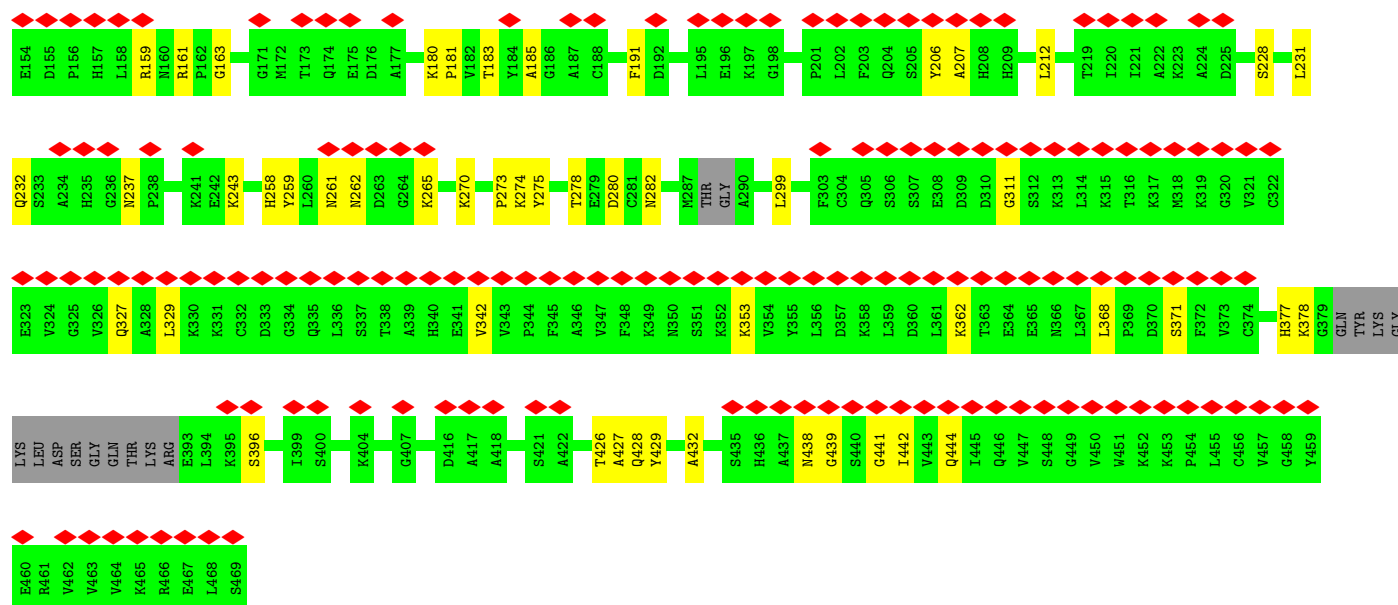 E154 D155 P156 H157 L158 R159 N160 R161 P162 G163 G171 M172 T173 Q174 E175 D176 A177 K180 P181 V182 T183 Y184 A185 G186 A187 C188 F191 D192 L195 E196 K197 G198 P201 L202 F203 Q204 S205 Y206 A207 H208 H209 L212 T219 I220 I221 A222 K223 A224 D225 S228 L231
Q232 S233 A234 H235 G236 N237 P238 K241 E242 K243 H258 Y259 L260 N261 N262 D263 G264 K265 K270 P273 K274 Y275 T278 E279 D280 C281 N282 M287 THR GLY A290 L299 F303 C304 Q305 S306 S307 E308 D309 D310 G311 S312 K313 L314 K315 T316 K317 M318 K319 G320 V321 C322
E323 V324 G325 V326 Q327 A328 L329 K330 K331 C332 D333 G334 Q335 L336 S337 T338 A339 H340 E341 V342 V343 P344 F345 A346 V347 F348 K349 N350 S351 K352 K353 V354 Y355 L356 D357 K358 L359 D360 L361 K362 T363 E364 E365 N366 L367 L368 P369 D370 S371 F372 V373 C374 H377 K378 G379 GLN TYR LYS GLY
LYS LEU ASP SER GLY GLN THR LYS ARG E393 L394 K395 S396 I399 S400 K404 G407 D416 A417 A418 S421 A422 T426 A427 Q428 Y429 A432 S435 H436 A437 N438 G439 S440 G441 I442 V443 Q444 I445 Q446 V447 S448 G449 V450 W451 K452 K453 P454 L455 C456 V457 G458 Y459
E460 R461 V462 V463 V464 K465 R466 E467 L468 S469